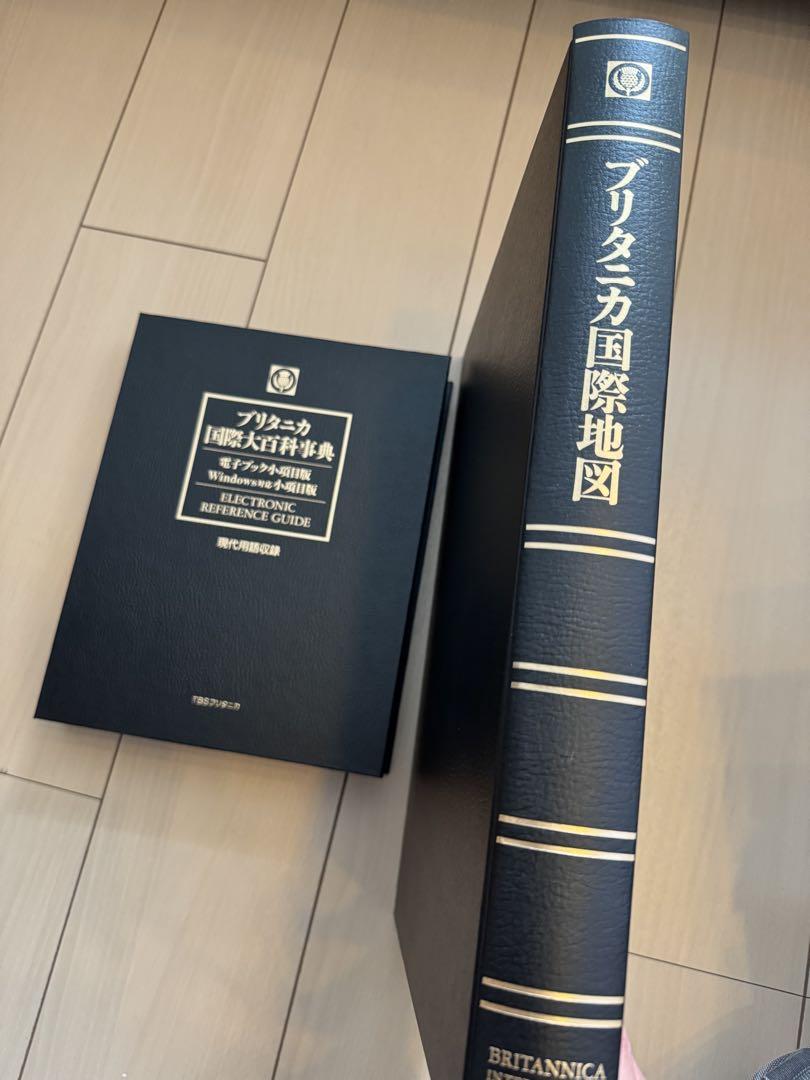 ブリタニカ
国際大百科事典
電子ブック小項目版
Windows対応小項目版
ELECTRONIC
REFERENCE GUIDE
現代用語収録
TBSブリタニカ
ブリタニカ国際地図
BRITANNICA